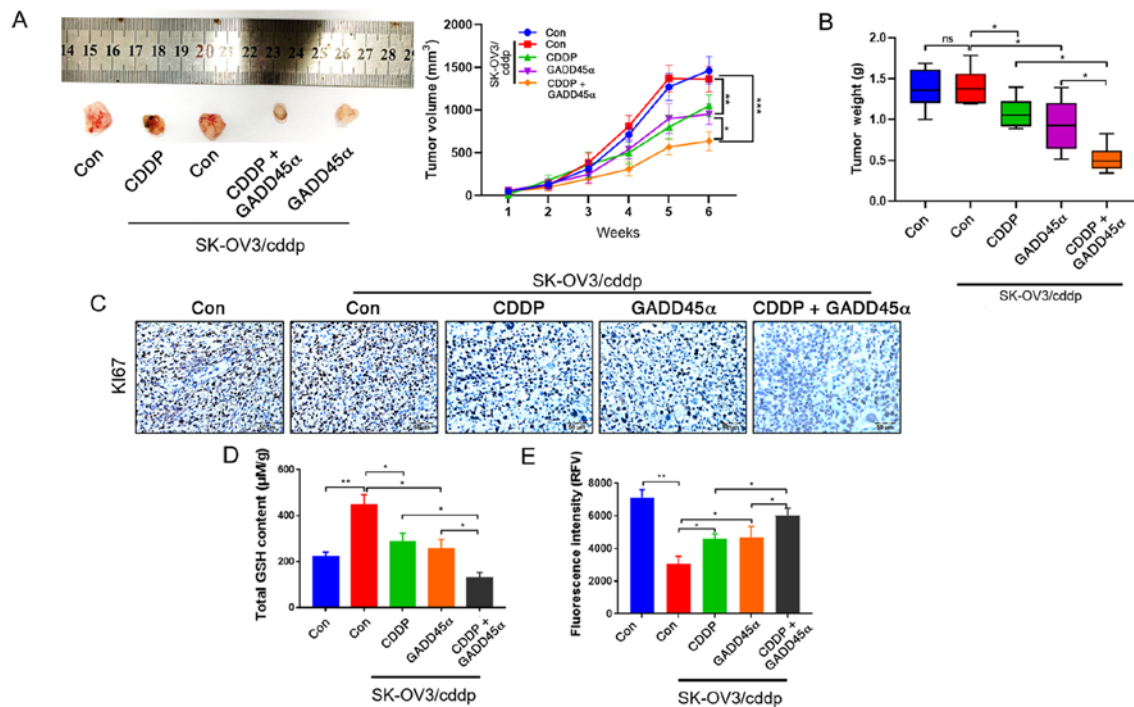 A
14 15 16 17 18 19 20 21 22 23 24 25 26 27 28 29
Con
CDDP
Con
CDDP +
GADD45α
GADD45α
SK-OV3/cddp
Tumor volume (mm³)
2000
1500
1000
500
0
1 2 3 4 5 6
Weeks
SK-OV3/
cddp
Con
Con
CDDP
GADD45α
CDDP +
GADD45α
**
*
***
B
Tumor weight (g)
2.0
1.5
1.0
0.5
0.0
ns
*
*
*
*
Con
Con
CDDP
GADD45α
CDDP +
GADD45α
SK-OV3/cddp
C
SK-OV3/cddp
Con Con CDDP GADD45α CDDP + GADD45α
KI67
D
Total GSH content (μM/g)
600
400
200
0
**
*
*
*
*
Con
Con
CDDP
GADD45α
CDDP +
GADD45α
SK-OV3/cddp
E
Fluorescence intensity (RFV)
8000
6000
4000
2000
0
**
*
*
*
*
Con
Con
CDDP
GADD45α
CDDP +
GADD45α
SK-OV3/cddp